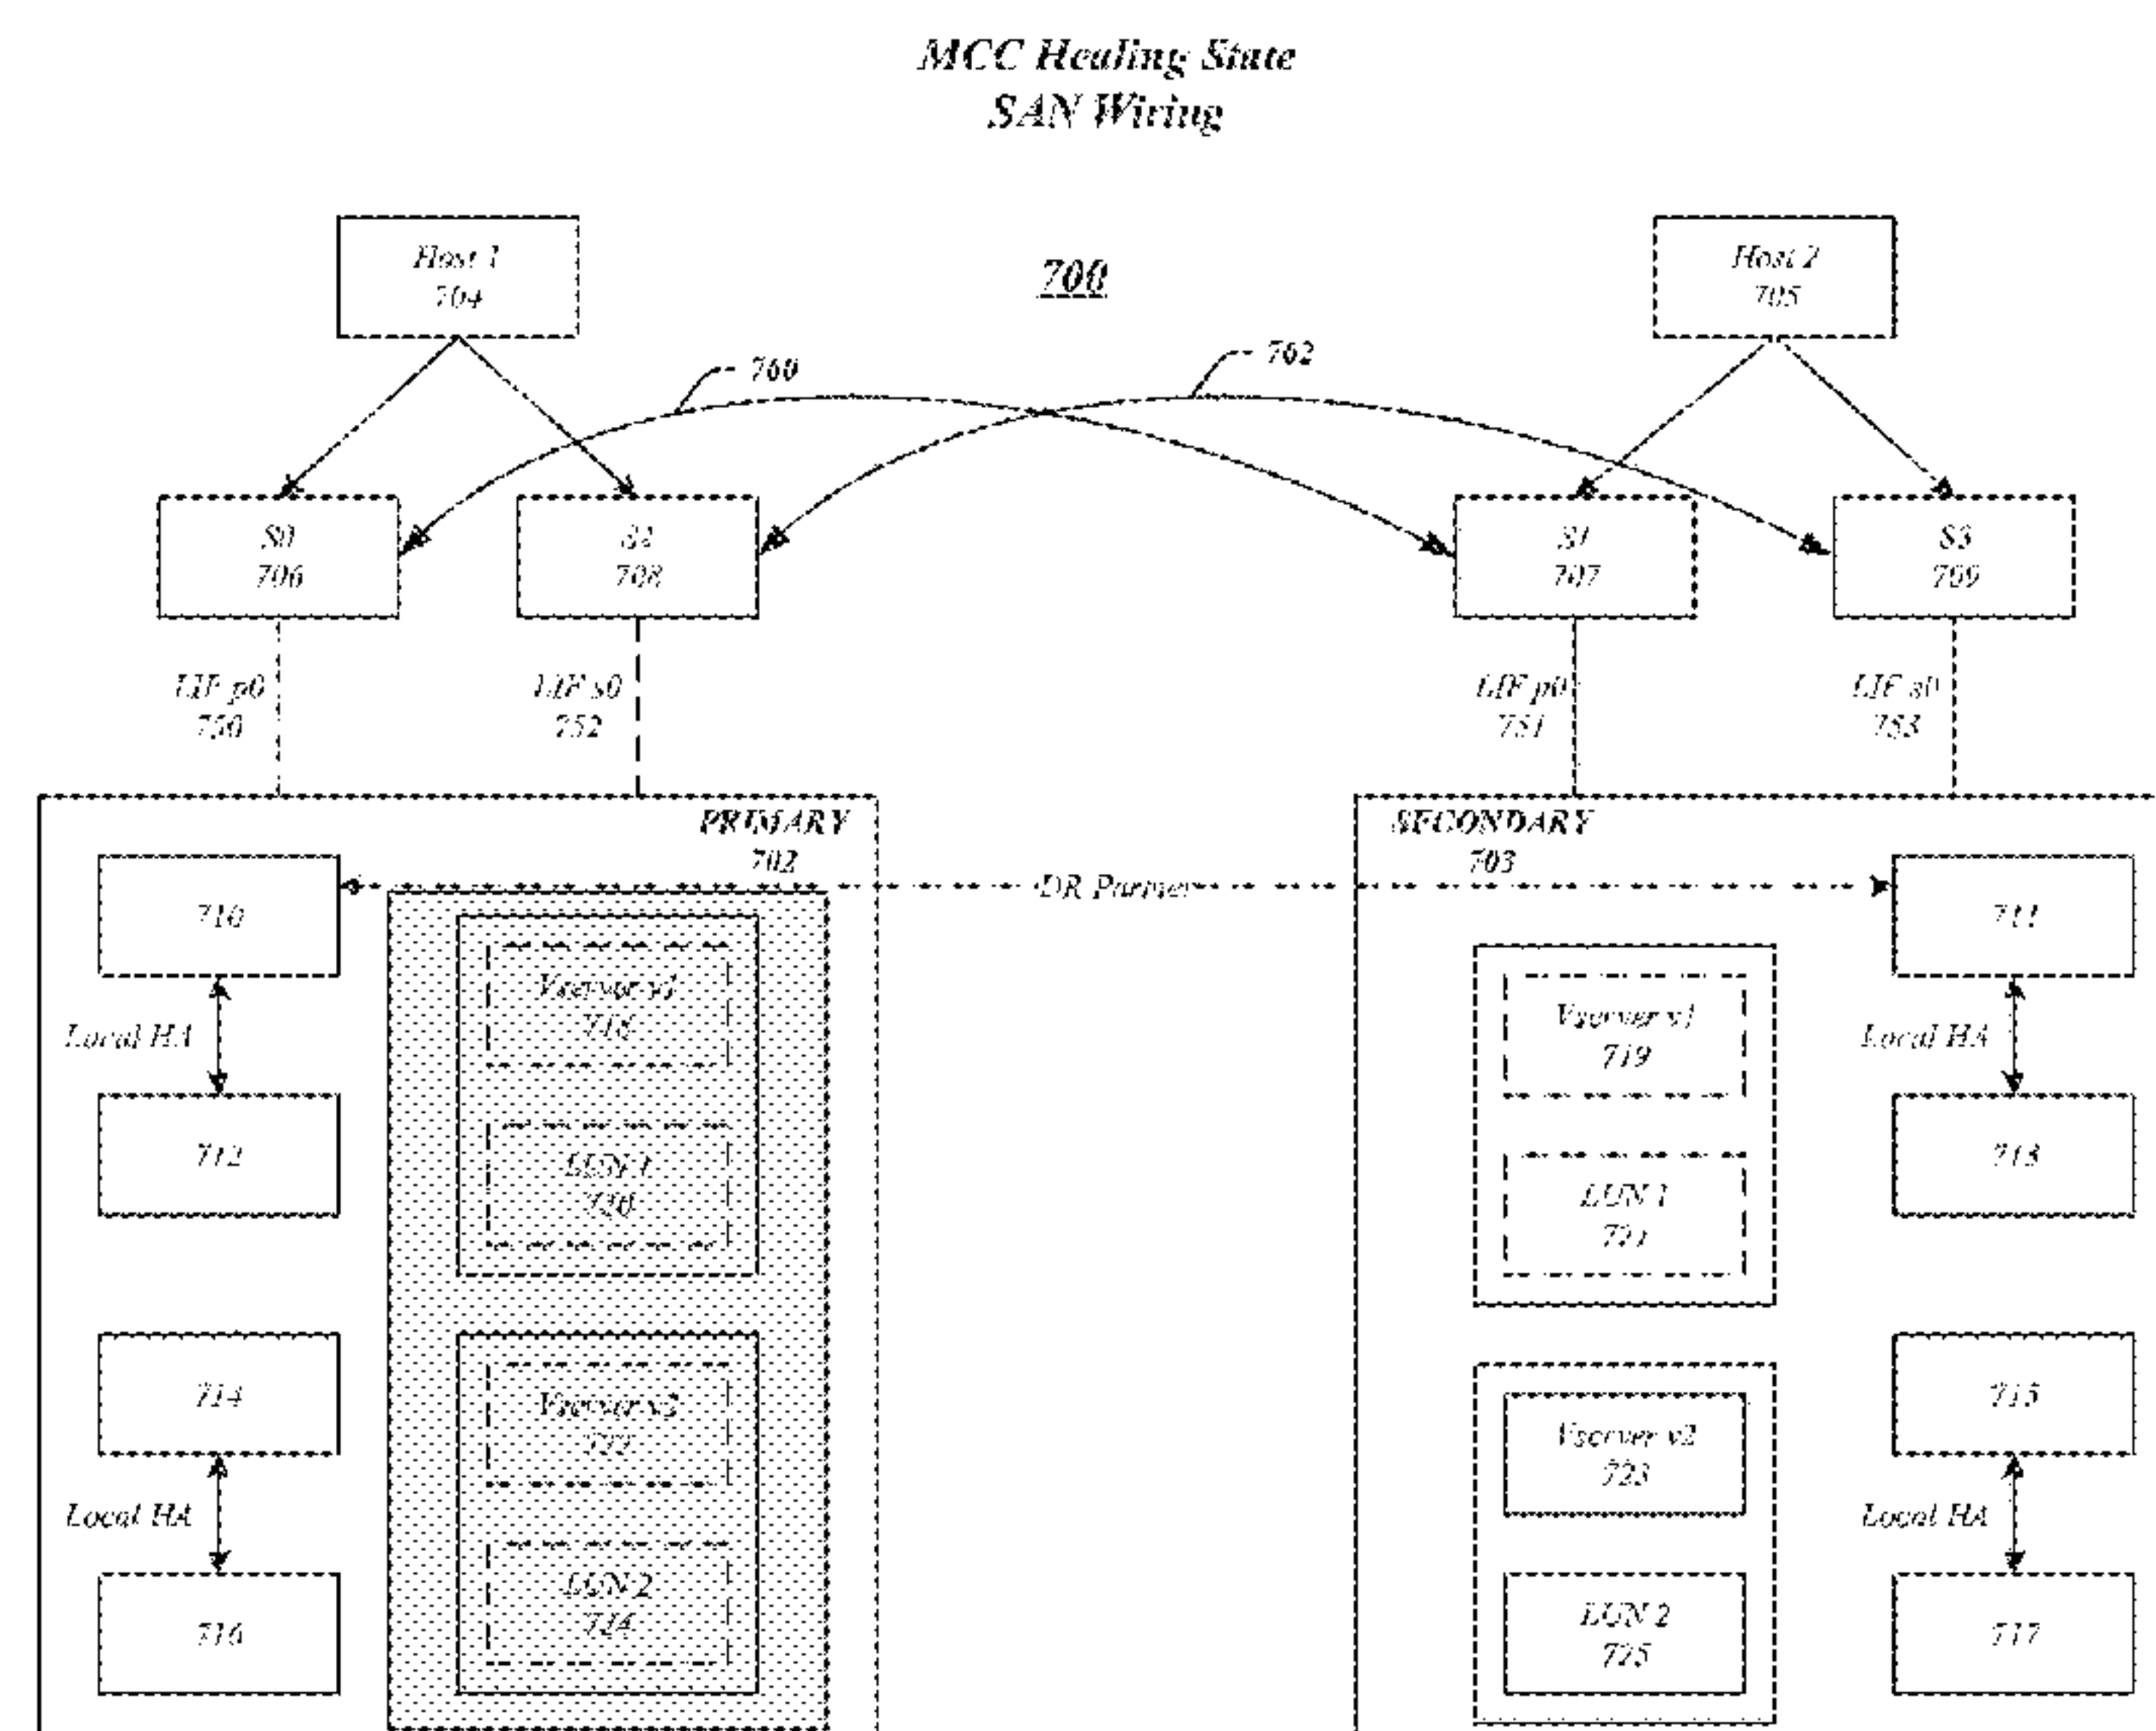 MCC Healing State
SAN Wiring
Host 1
704
700
Host 2
705
760
762
S0
706
S2
708
S1
707
S3
709
LIF p0
750
LIF s0
752
LIF p0
751
LIF s0
753
PRIMARY
702
SECONDARY
703
DR Partner
710
711
Vserver v1
718
Vserver v1
719
Local HA
Local HA
712
713
LUN 1
720
LUN 1
721
714
715
Vserver v2
722
Vserver v2
723
Local HA
Local HA
LUN 2
724
LUN 2
725
716
717